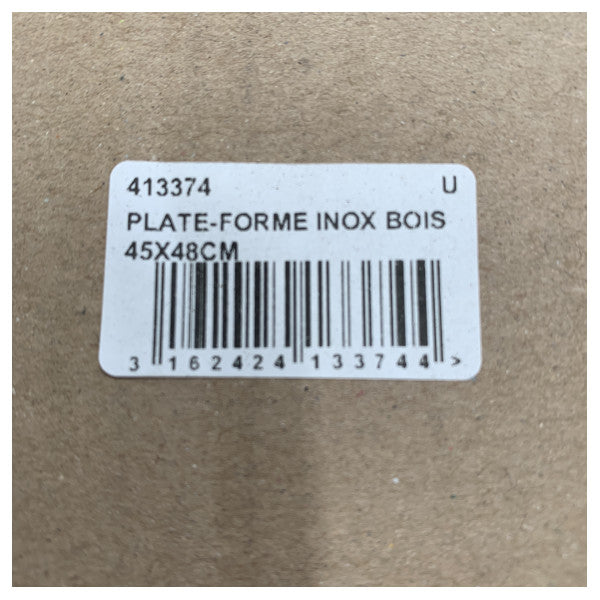 413374 U
PLATE-FORME INOX BOIS
45X48CM
3 162424 133744 >